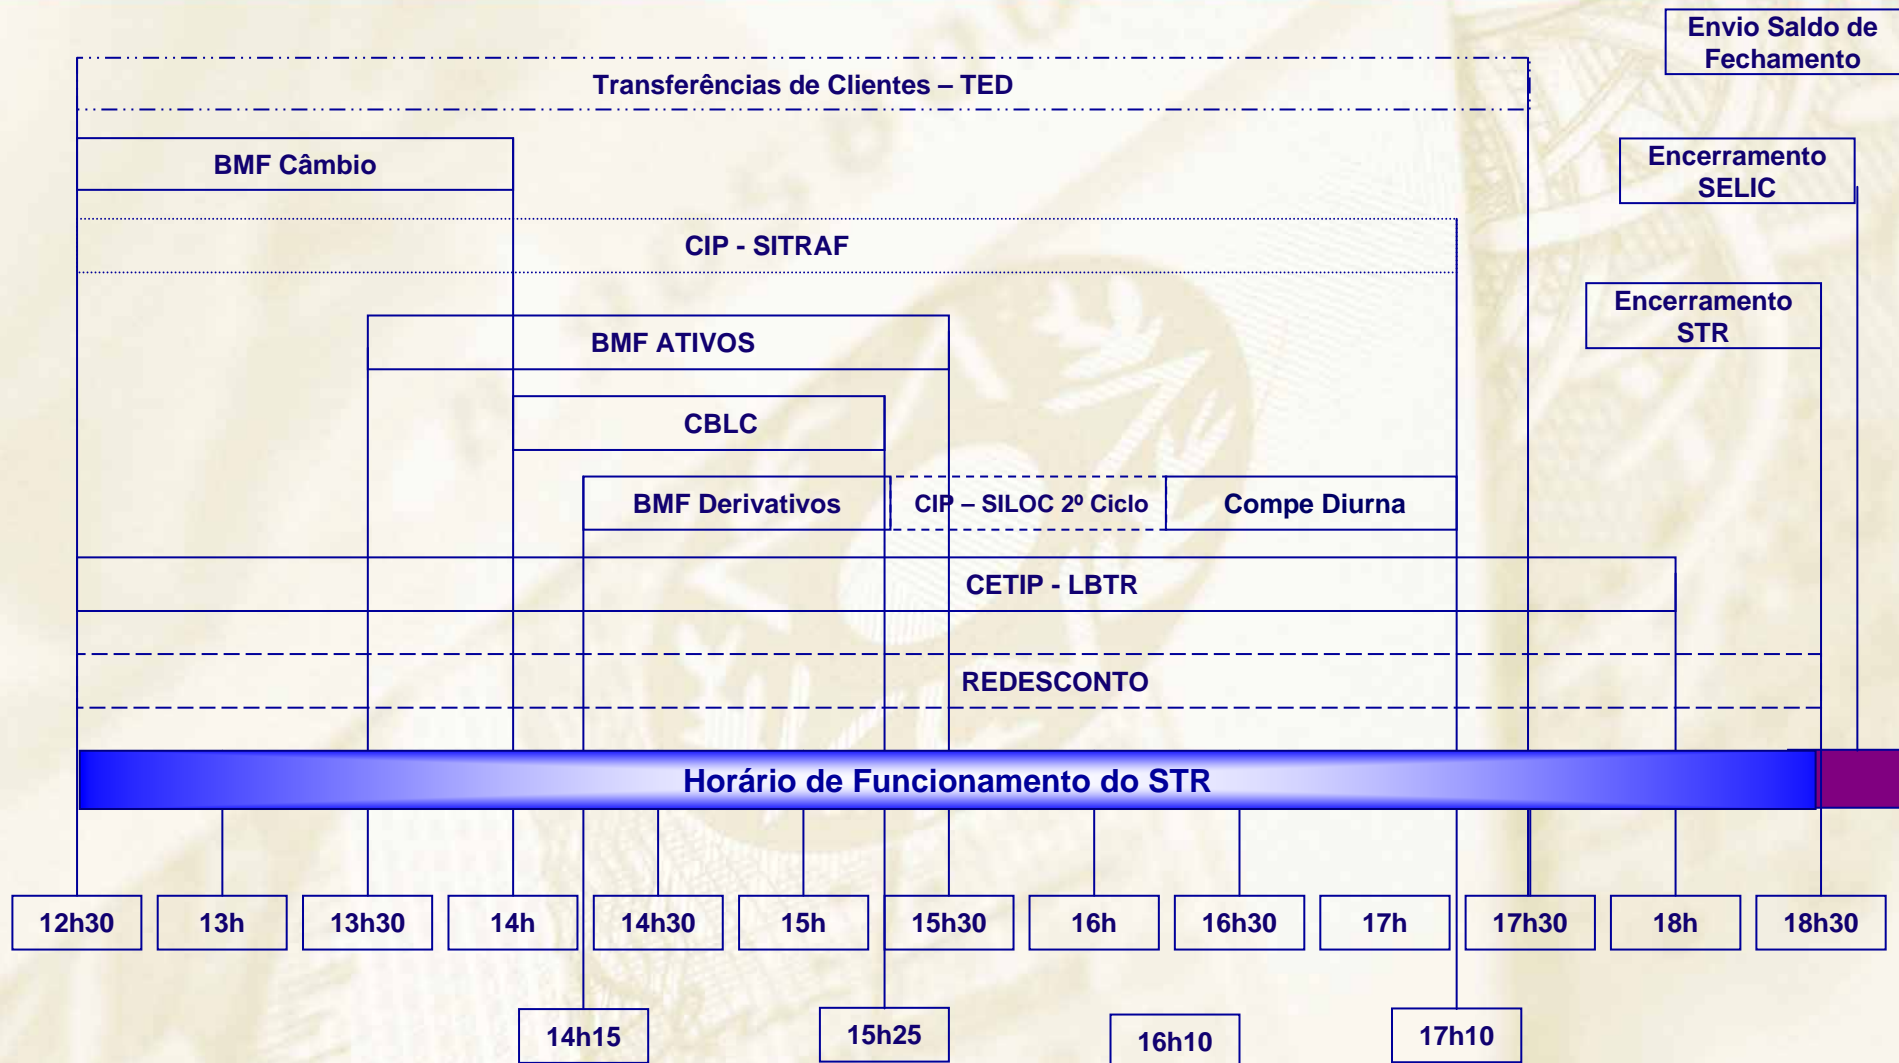 Envio Saldo de
Fechamento
Transferências de Clientes – TED
BMF Câmbio
Encerramento
SELIC
CIP - SITRAF
Encerramento
STR
BMF ATIVOS
CBLC
BMF Derivativos
CIP – SILOC 2º Ciclo
Compe Diurna
CETIP - LBTR
REDESCONTO
Horário de Funcionamento do STR
12h30
13h
13h30
14h
14h30
15h
15h30
16h
16h30
17h
17h30
18h
18h30
14h15
15h25
16h10
17h10